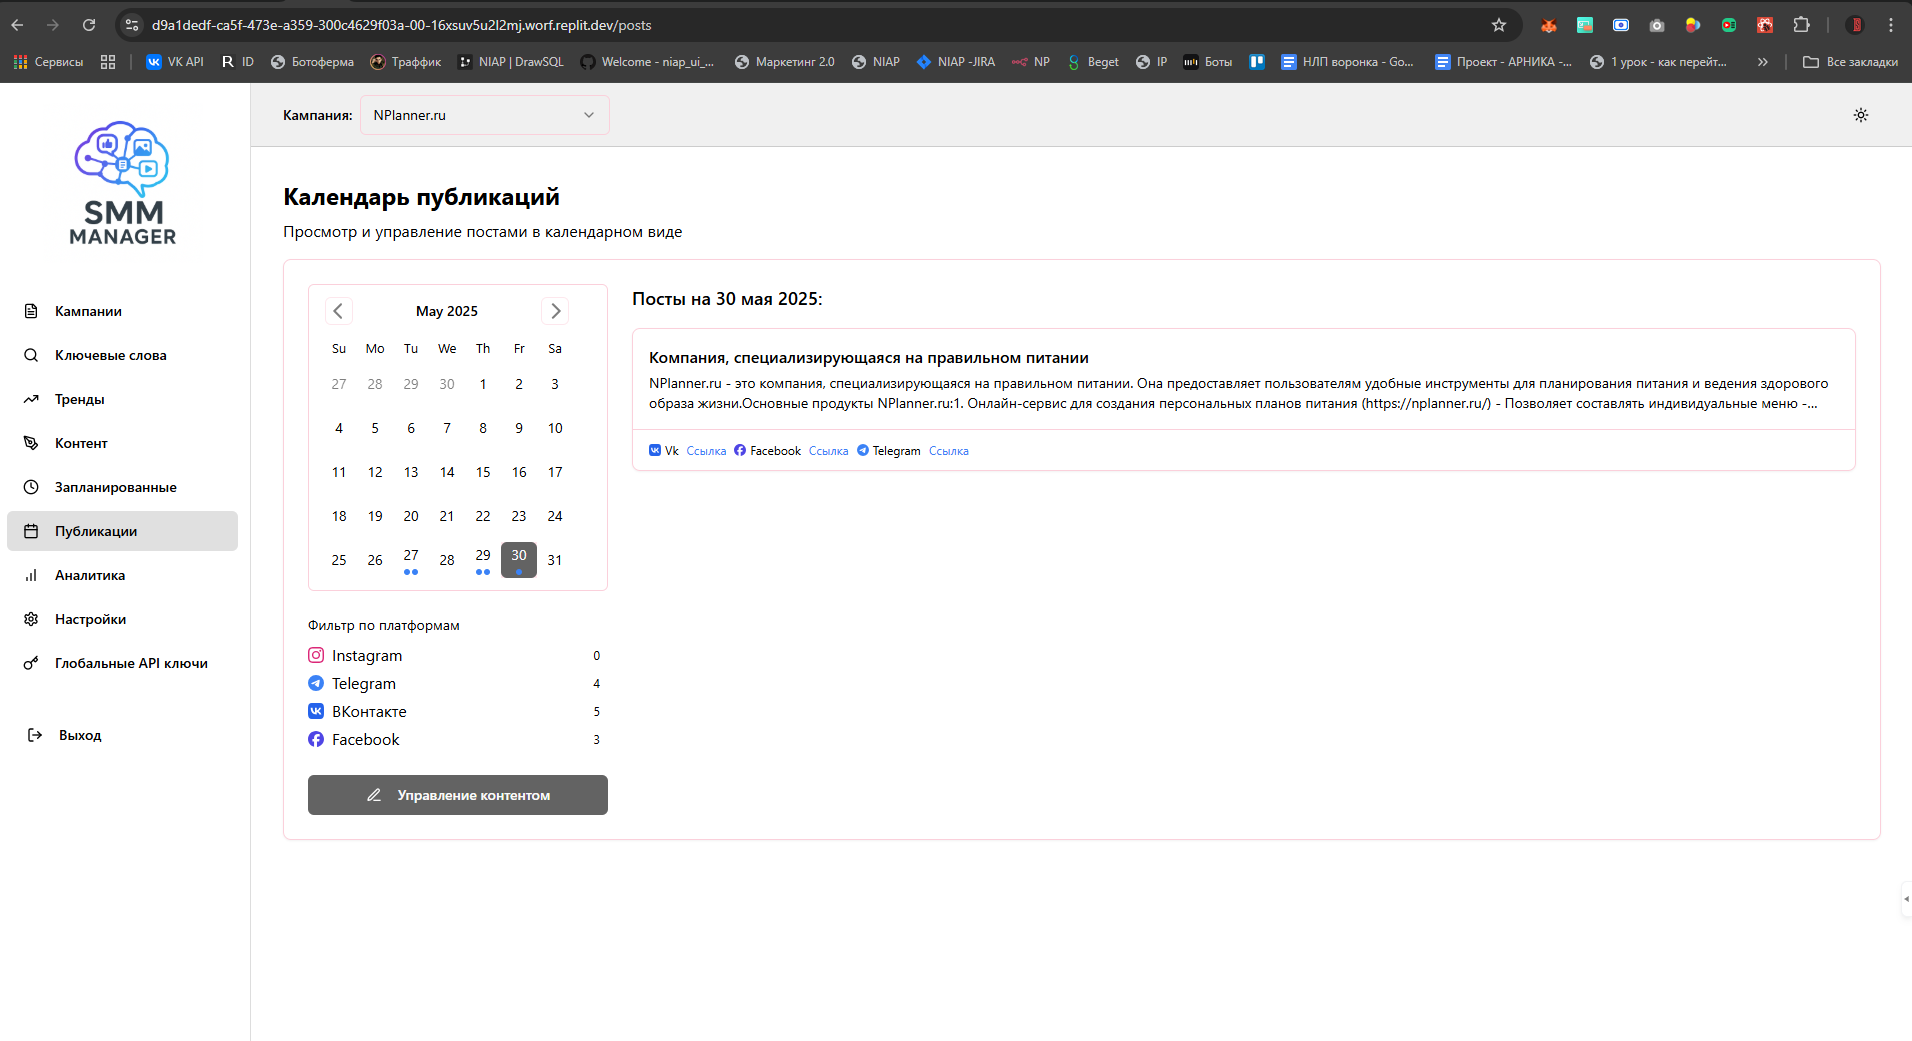 d9a1dedf-ca5f-473e-a359-300c4629f03a-00-16xsuv5u2l2mj.worf.replit.dev/posts
Сервисы VK API ID Ботоферма Траффик NIAP | DrawSQL Welcome - niap_ui_... Маркетинг 2.0 NIAP NIAP -JIRA NP Beget IP Боты НЛП воронка - Go... Проект - АРНИКА -... 1 урок - как перейт... » Все закладки
SMM
MANAGER
Кампании
Ключевые слова
Тренды
Контент
Запланированные
Публикации
Аналитика
Настройки
Глобальные API ключи
Выход
Кампания: NPlanner.ru
Календарь публикаций
Просмотр и управление постами в календарном виде
May 2025
Su Mo Tu We Th Fr Sa
27 28 29 30 1 2 3
4 5 6 7 8 9 10
11 12 13 14 15 16 17
18 19 20 21 22 23 24
25 26 27 28 29 30 31
Фильтр по платформам
Instagram 0
Telegram 4
ВКонтакте 5
Facebook 3
Управление контентом
Посты на 30 мая 2025:
Компания, специализирующаяся на правильном питании
NPlanner.ru - это компания, специализирующаяся на правильном питании. Она предоставляет пользователям удобные инструменты для планирования питания и ведения здорового
образа жизни.Основные продукты NPlanner.ru:1. Онлайн-сервис для создания персональных планов питания (https://nplanner.ru/) - Позволяет составлять индивидуальные меню -...
Vk Ссылка Facebook Ссылка Telegram Ссылка